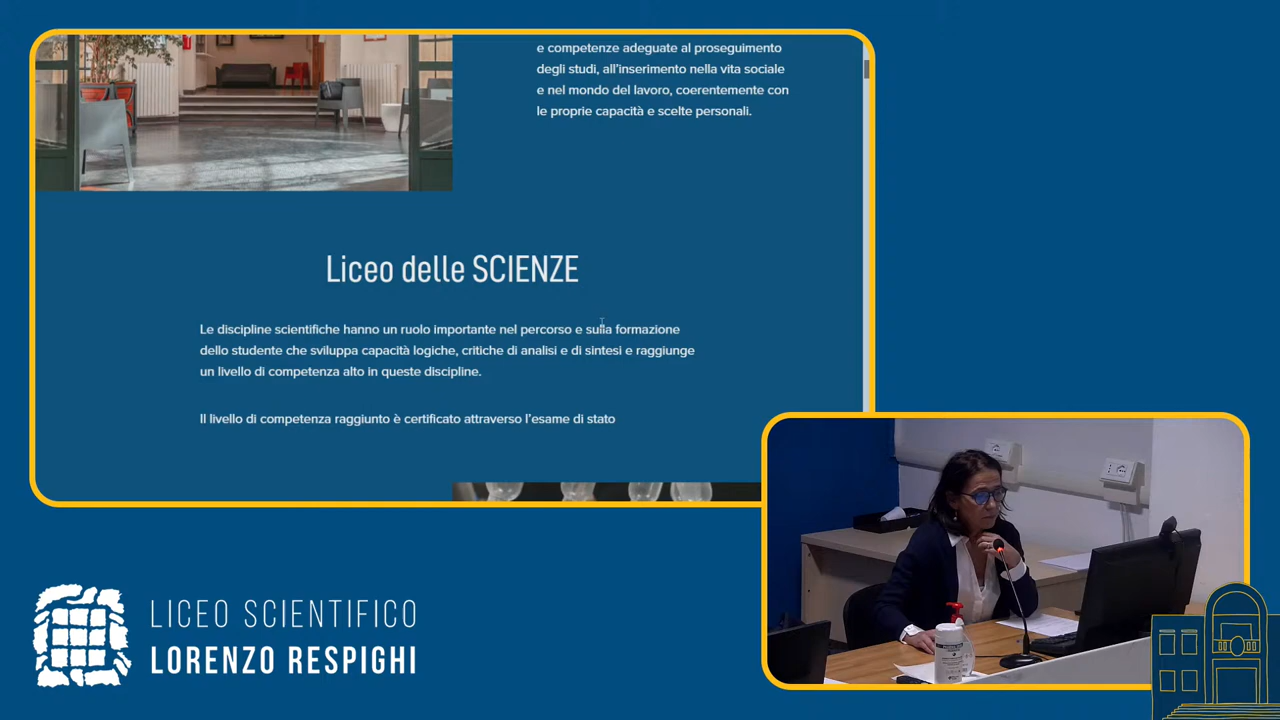 e competenze adeguate al proseguimento
degli studi, all'inserimento nella vita sociale
e nel mondo del lavoro, coerentemente con
le proprie capacità e scelte personali.
Liceo delle SCIENZE
Le discipline scientifiche hanno un ruolo importante nel percorso e sulla formazione
dello studente che sviluppa capacità logiche, critiche di analisi e di sintesi e raggiunge
un livello di competenza alto in queste discipline.
Il livello di competenza raggiunto è certificato attraverso l'esame di stato
LICEO SCIENTIFICO
LORENZO RESPIGHI